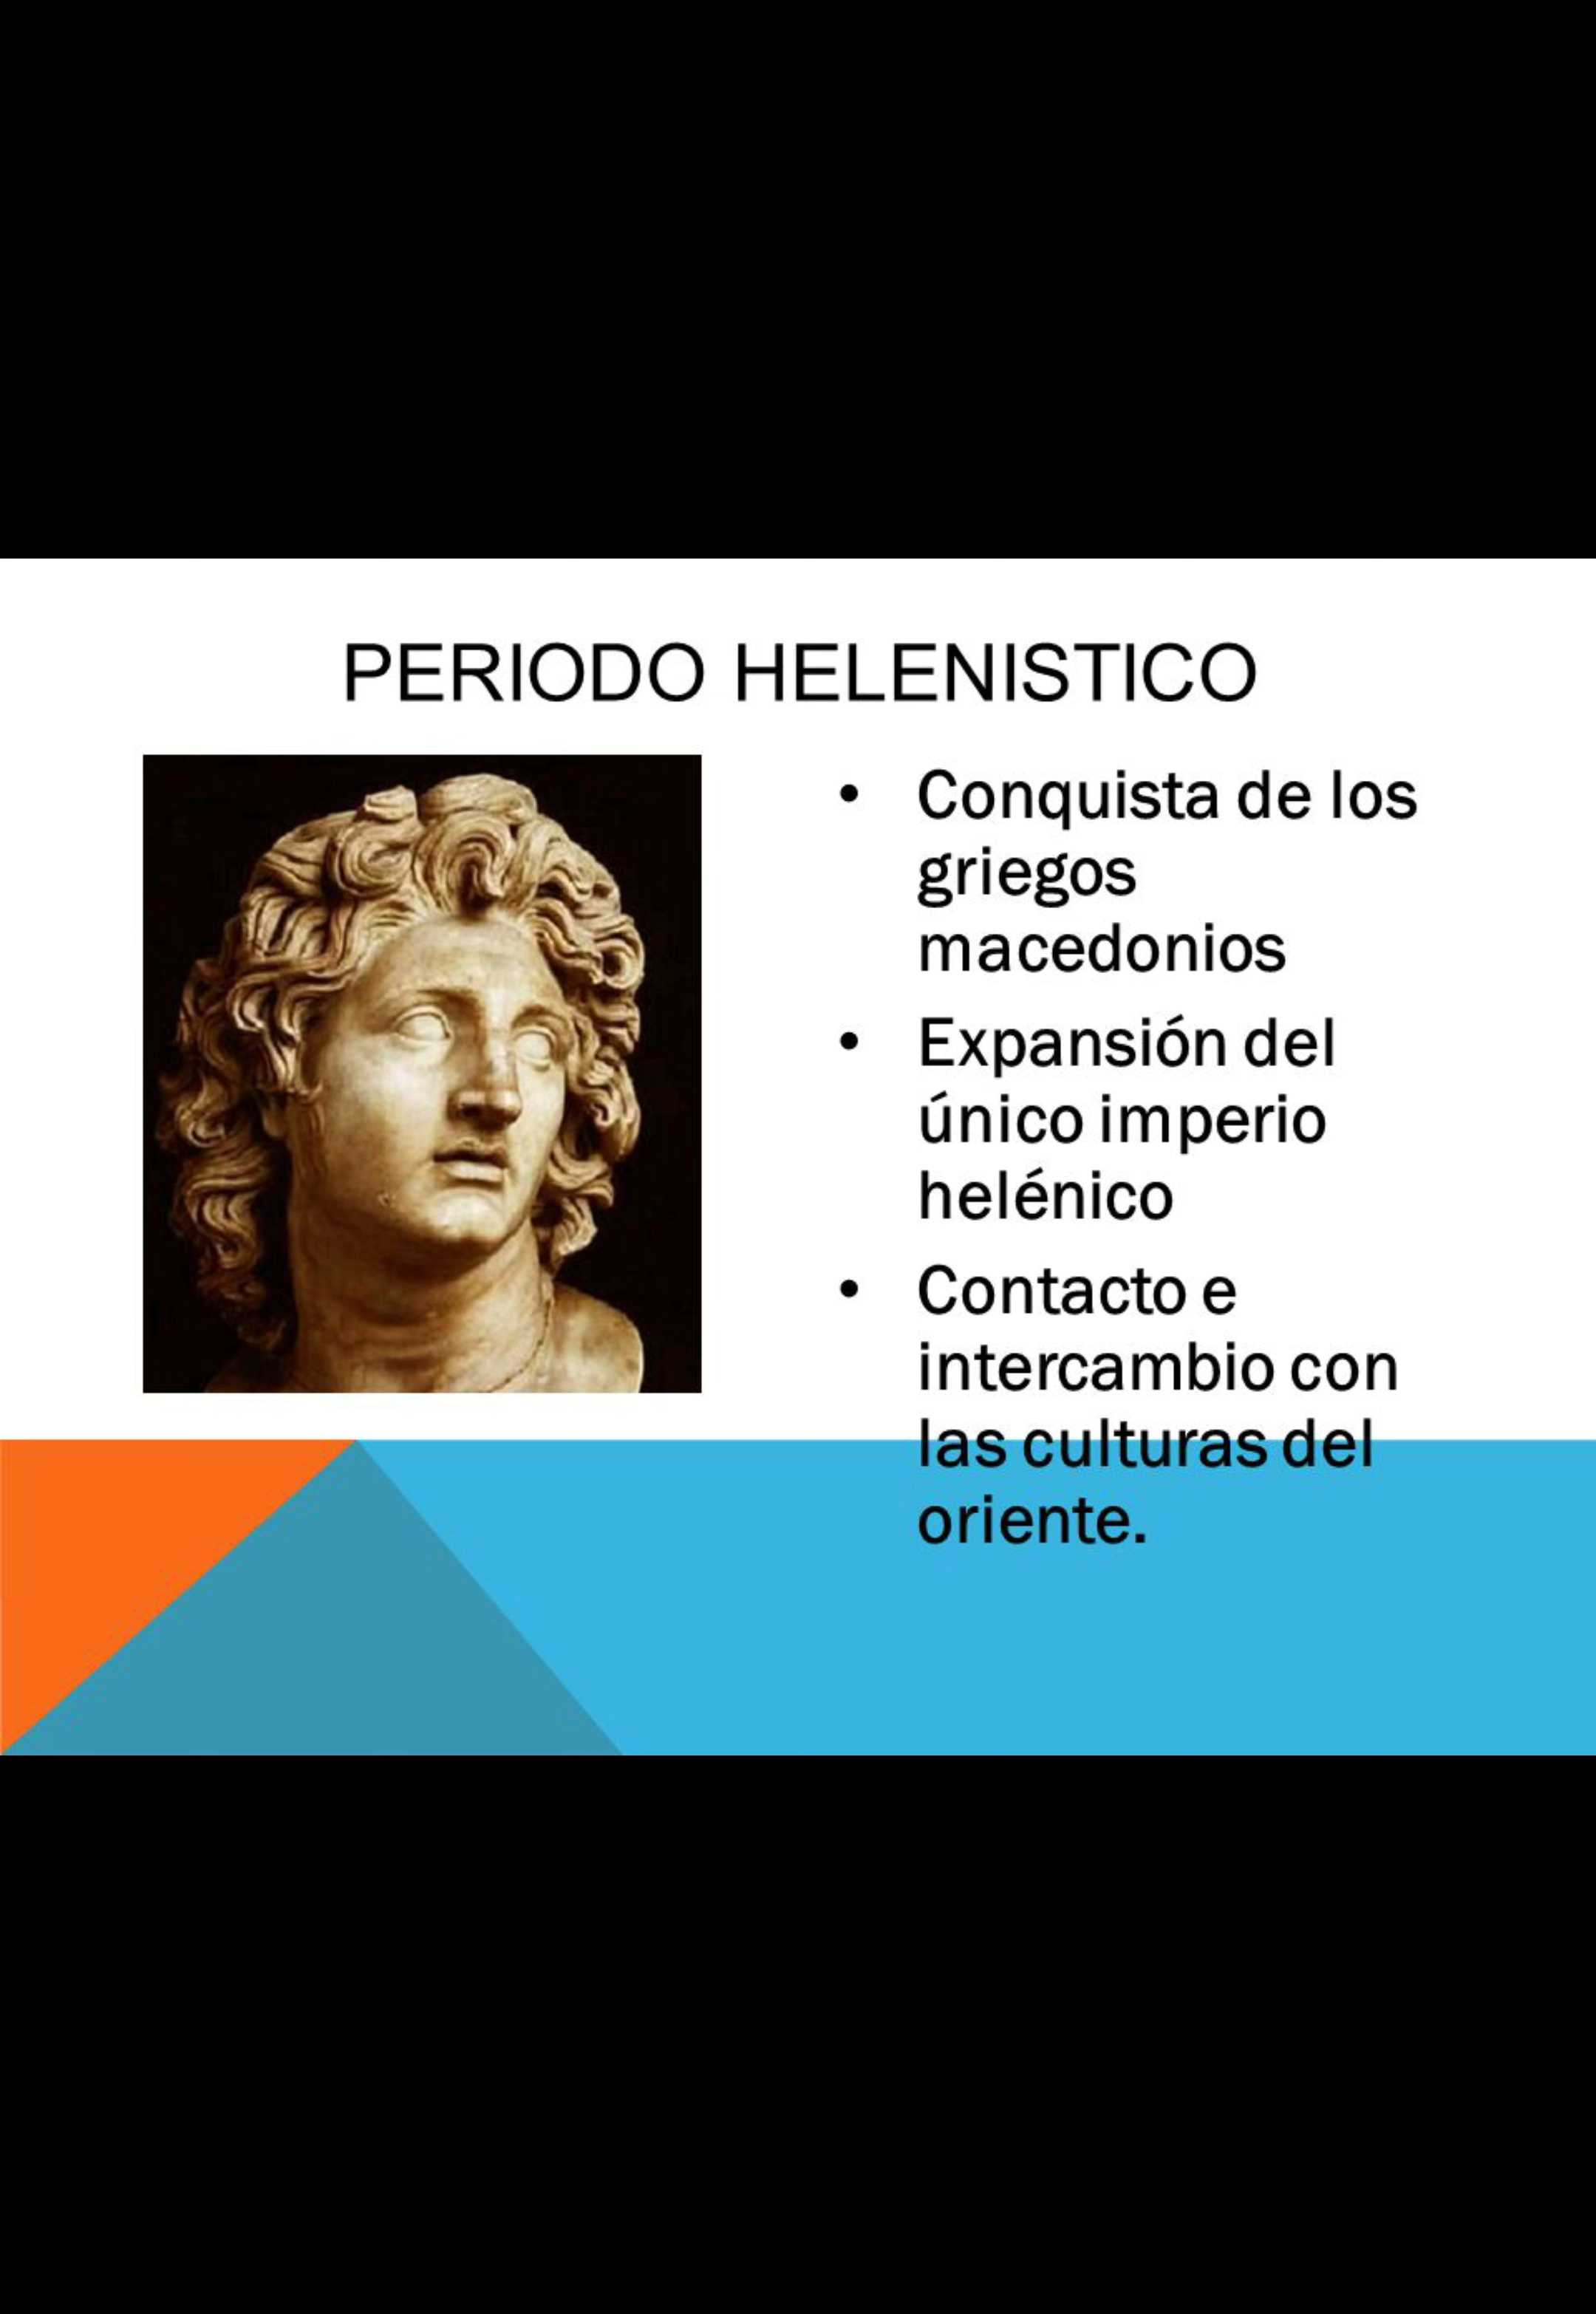 PERIODO HELENISTICO
• Conquista de los
griegos
macedonios
• Expansión del
único imperio
helénico
• Contacto e
intercambio con
las culturas del
oriente.